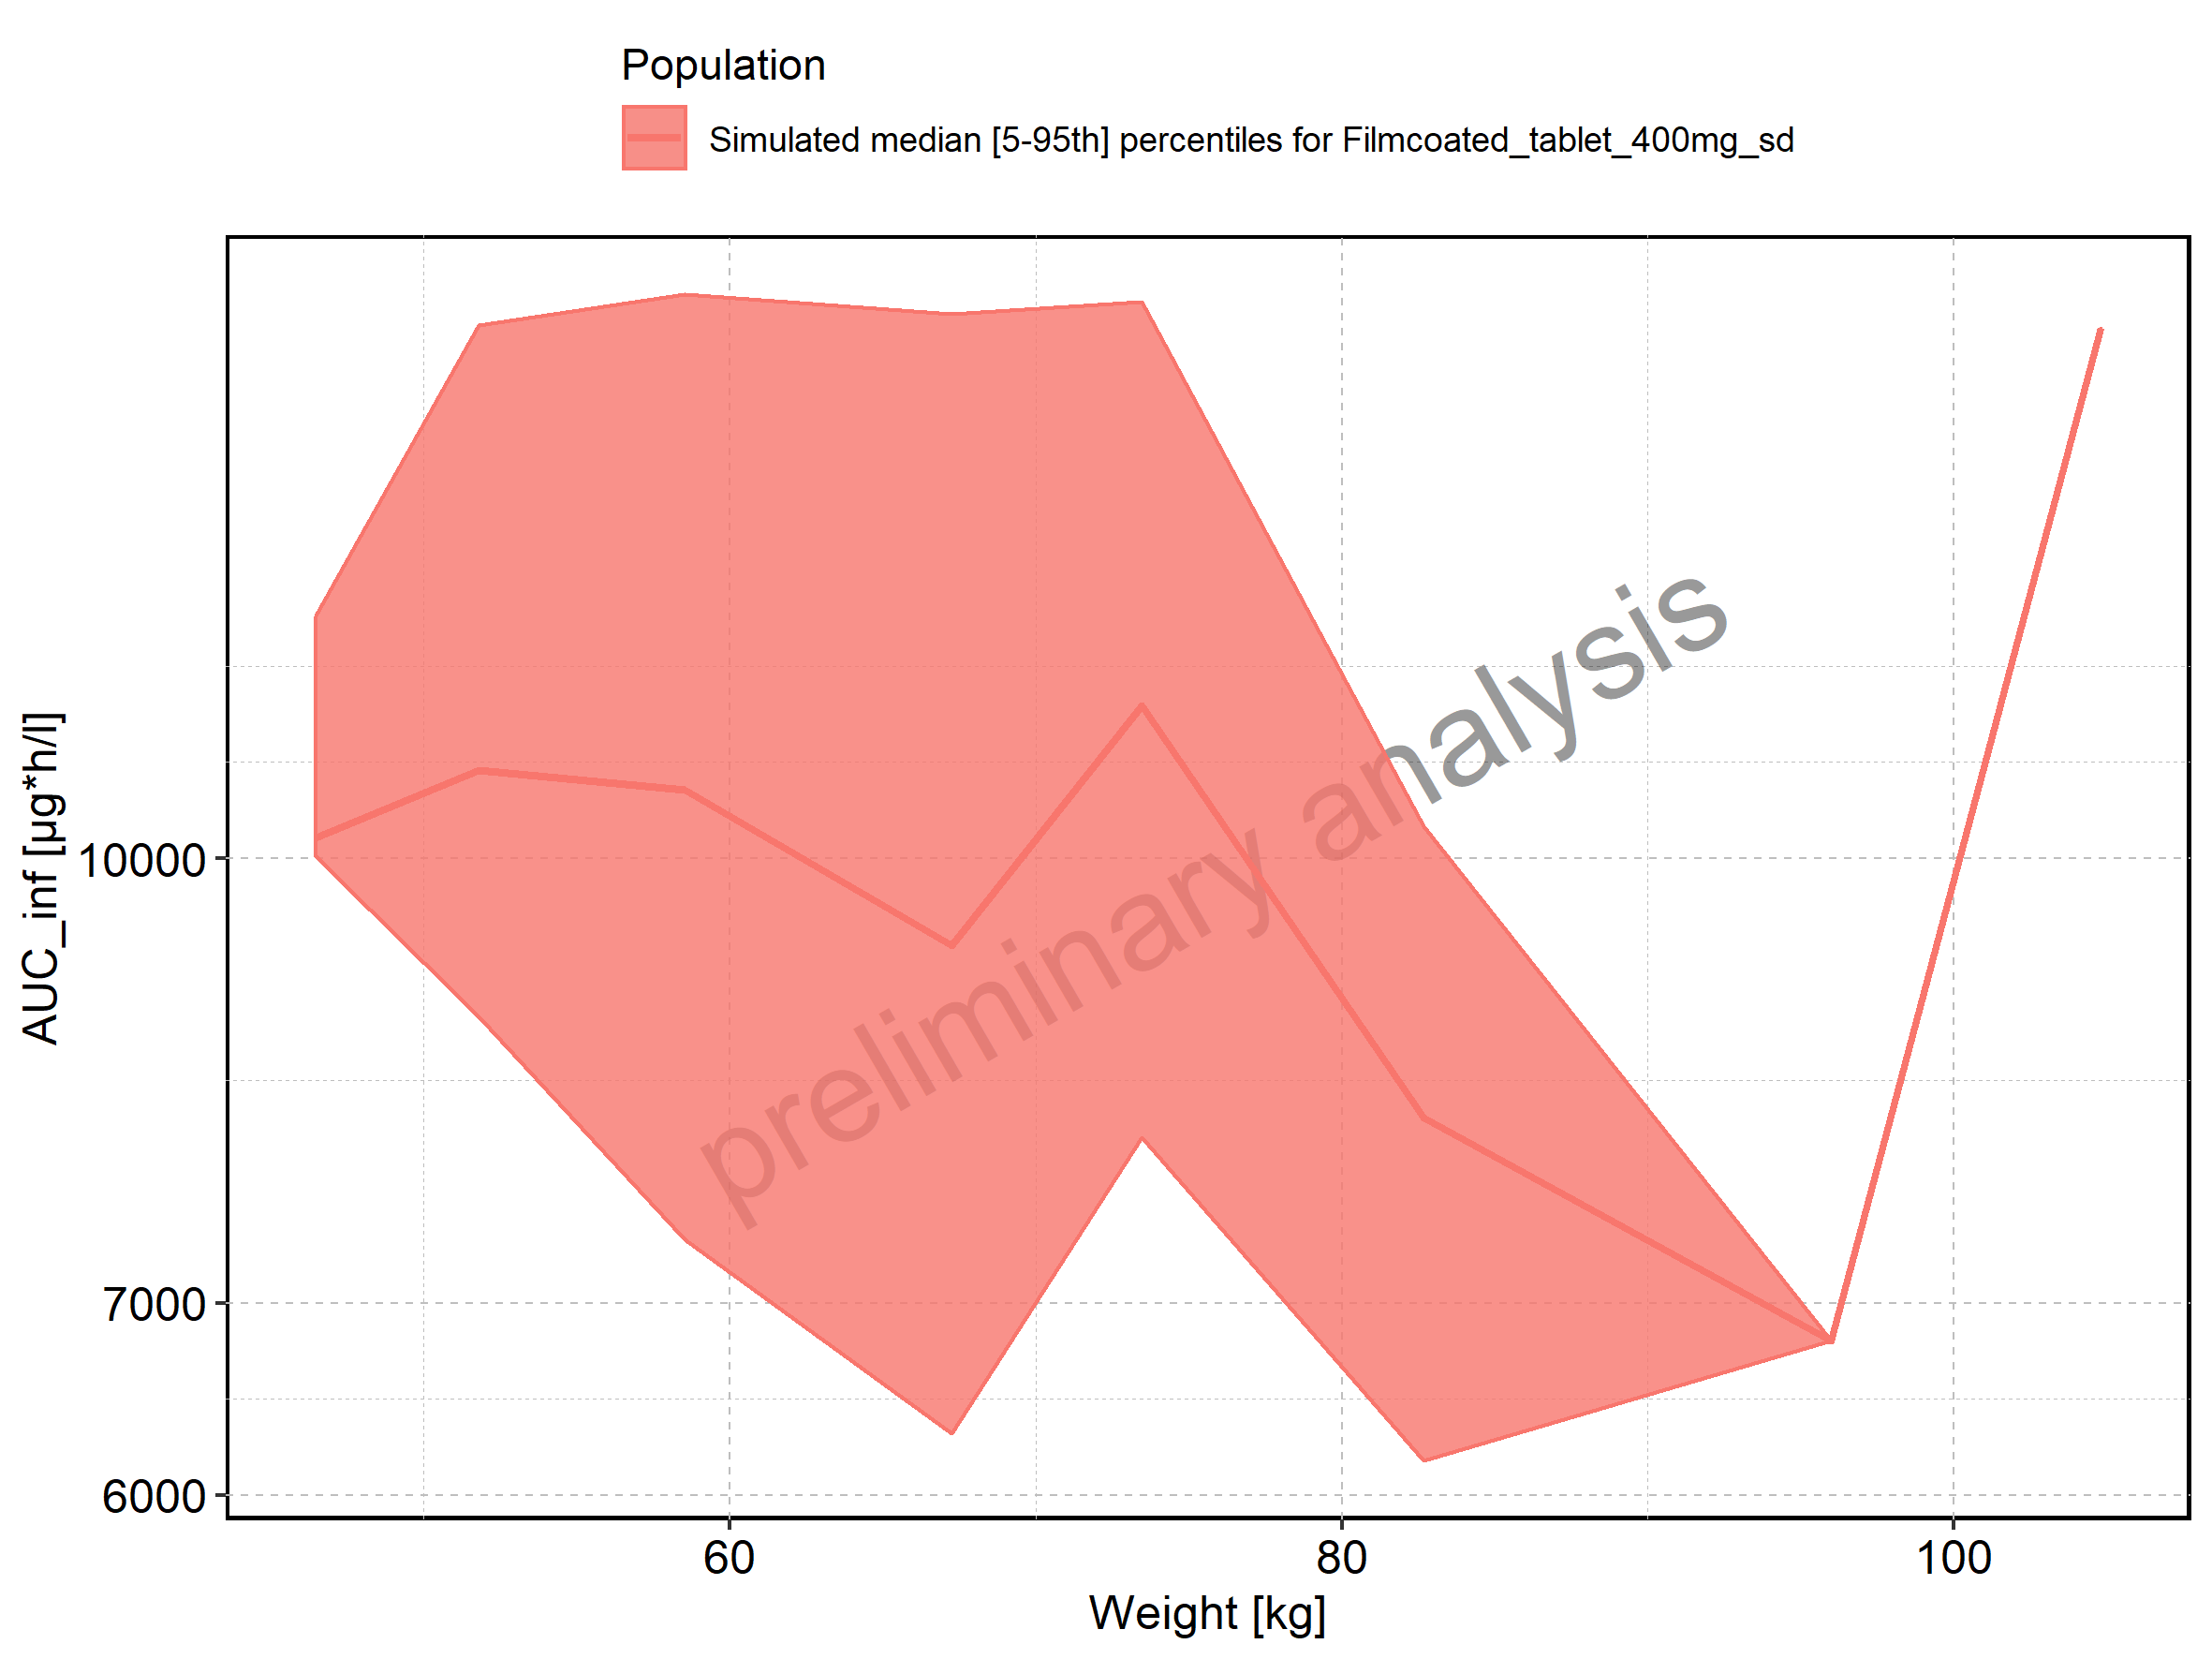 Population
Simulated median [5-95th] percentiles for Filmcoated_tablet_400mg_sd
AUC_inf [µg*h/l]
10000
7000
6000
preliminary analysis
60
80
100
Weight [kg]